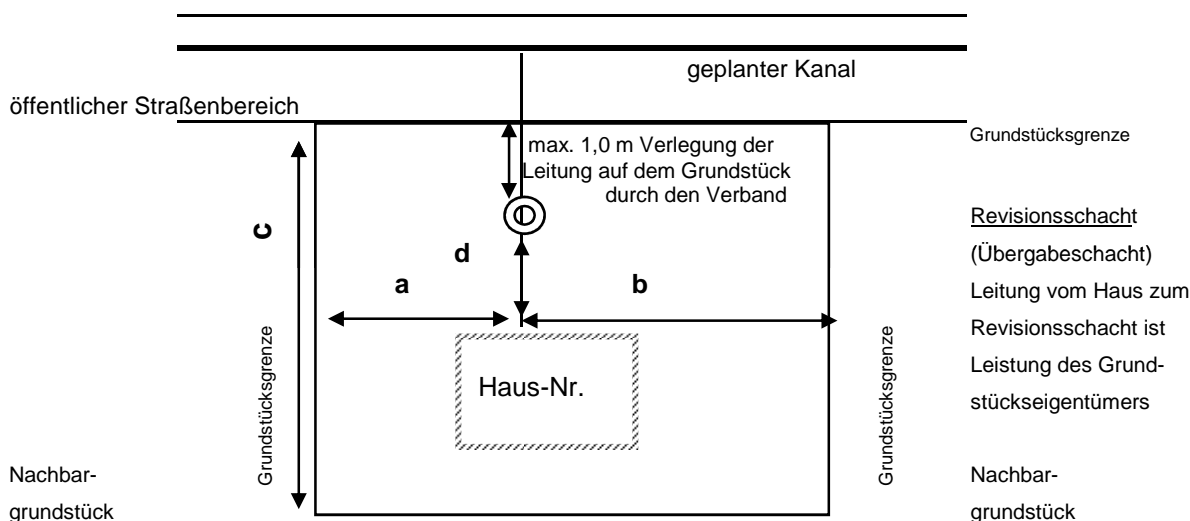 geplanter Kanal
öffentlicher Straßenbereich
Grundstücksgrenze
max. 1,0 m Verlegung der
Leitung auf dem Grundstück
durch den Verband
Revisionsschacht
(Übergabeschacht)
Leitung vom Haus zum
Revisionsschacht ist
Leistung des Grund-
stückseigentümers
c
d
a
b
Haus-Nr.
Grundstücksgrenze
Grundstücksgrenze
Nachbar-
grundstück
Nachbar-
grundstück